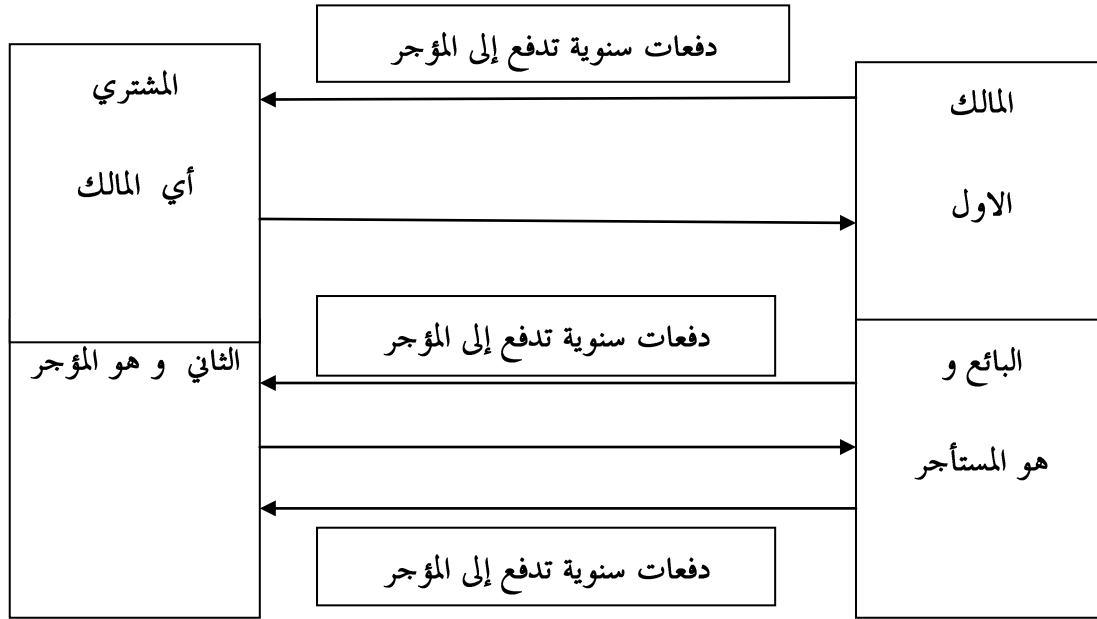 دفعات سنوية تدفع إلى المؤجر
المالك
الاول
المشتري
أي المالك
دفعات سنوية تدفع إلى المؤجر
البائع و
هو المستأجر
الثاني و هو المؤجر
دفعات سنوية تدفع إلى المؤجر